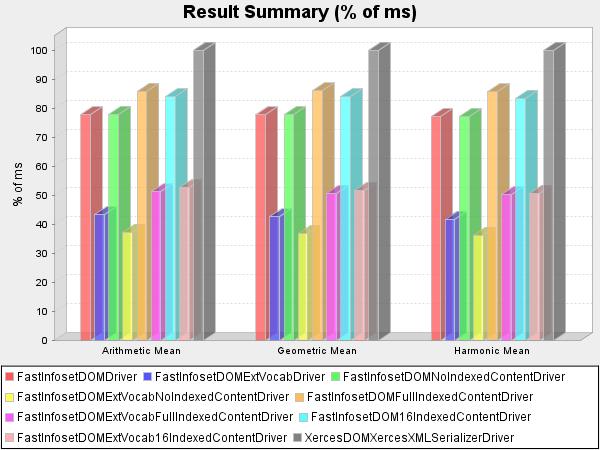 Result Summary (% of ms)
100
90
80
70
60
50
40
30
20
10
0
% of ms
Arithmetic Mean Geometric Mean Harmonic Mean
FastInfosetDOMDriver FastInfosetDOMExtVocabDriver FastInfosetDOMNoIndexedContentDriver
FastInfosetDOMExtVocabNoIndexedContentDriver FastInfosetDOMFullIndexedContentDriver
FastInfosetDOMExtVocabFullIndexedContentDriver FastInfosetDOM16IndexedContentDriver
FastInfosetDOMExtVocab16IndexedContentDriver XercesDOMXercesXMLSerializerDriver